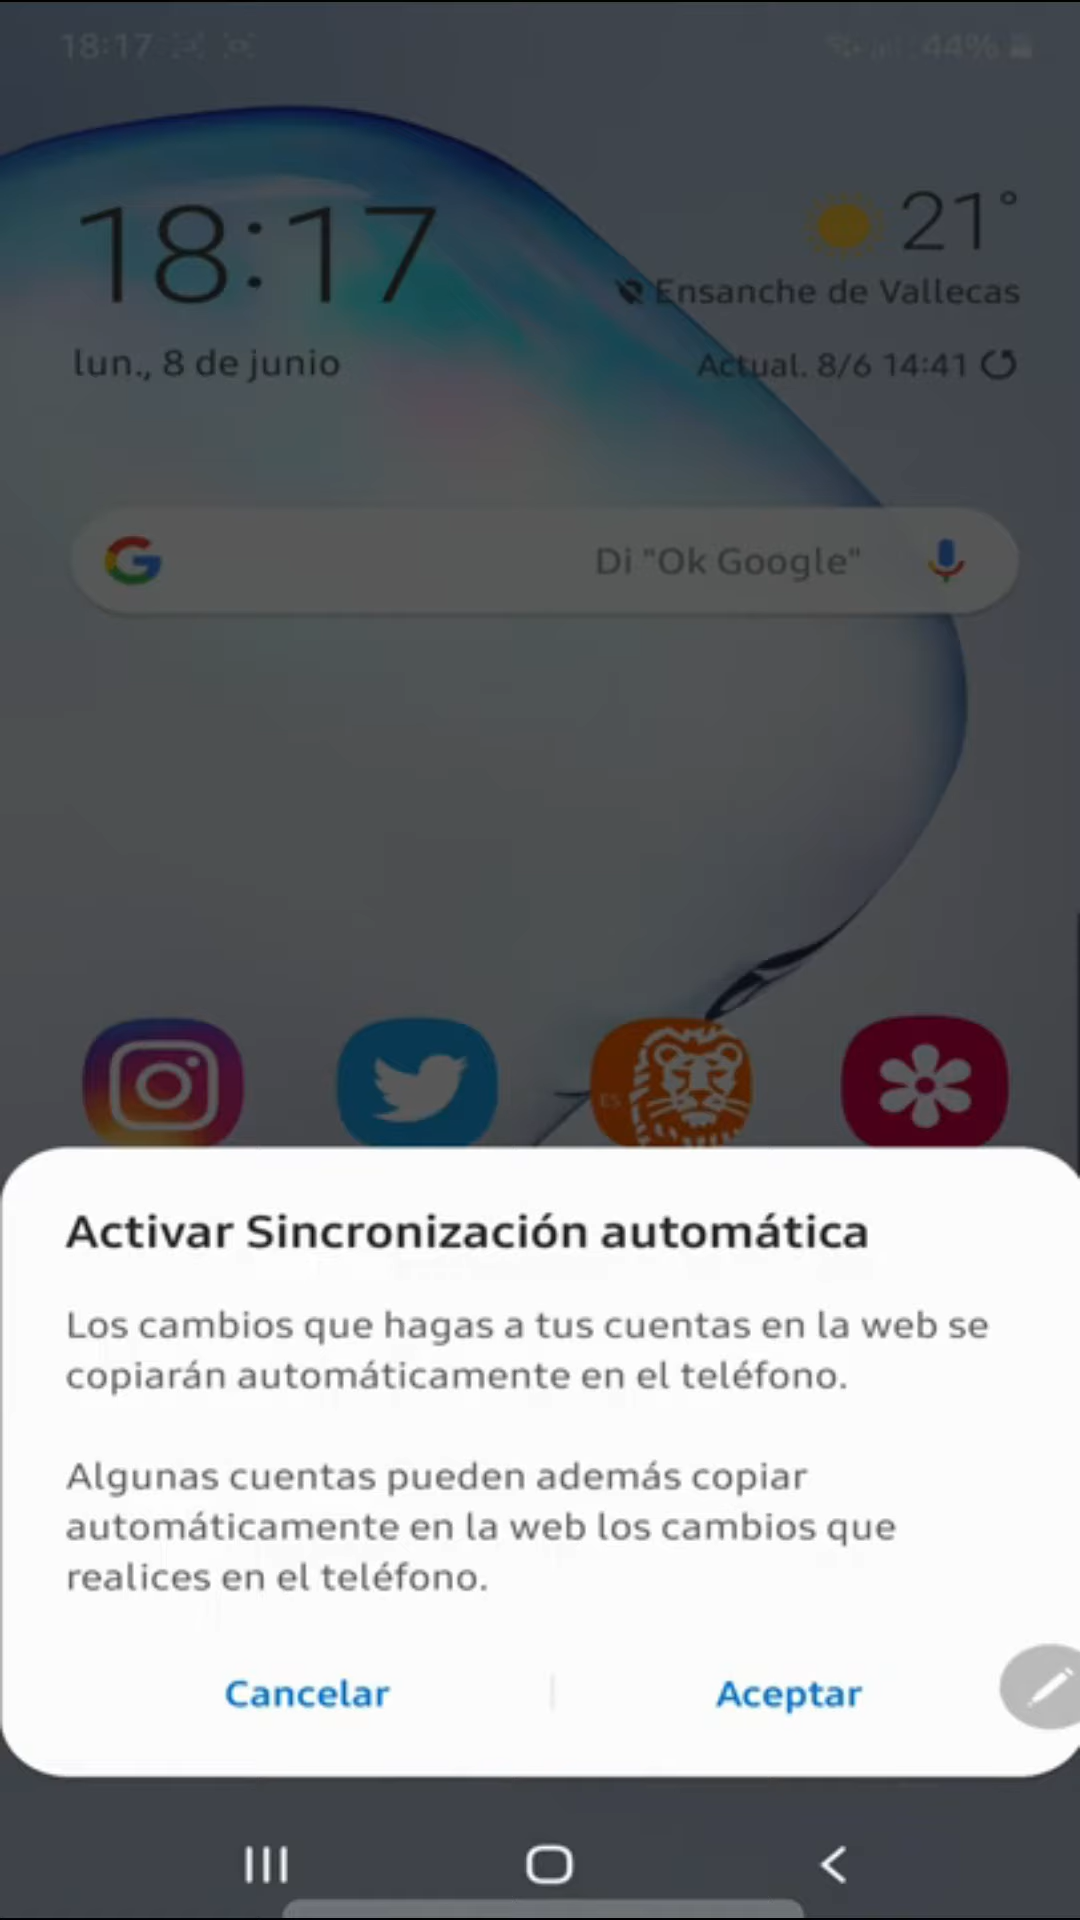 18:17
44%
18:17
21°
Ensanche de Vallecas
lun., 8 de junio
Actual. 8/6 14:41
Di "Ok Google"
ES
Activar Sincronización automática
Los cambios que hagas a tus cuentas en la web se
copiarán automáticamente en el teléfono.
Algunas cuentas pueden además copiar
automáticamente en la web los cambios que
realices en el teléfono.
Cancelar
Aceptar